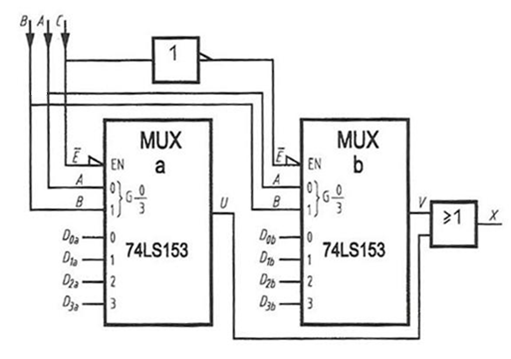 B A C
1
MUX
a
E̅ EN
A 0
B 1
G 0/3
U
D0a 0
D1a 1
D2a 2
D3a 3
74LS153
MUX
b
E̅ EN
A 0
B 1
G 0/3
V
D0b 0
D1b 1
D2b 2
D3b 3
74LS153
≥1
X